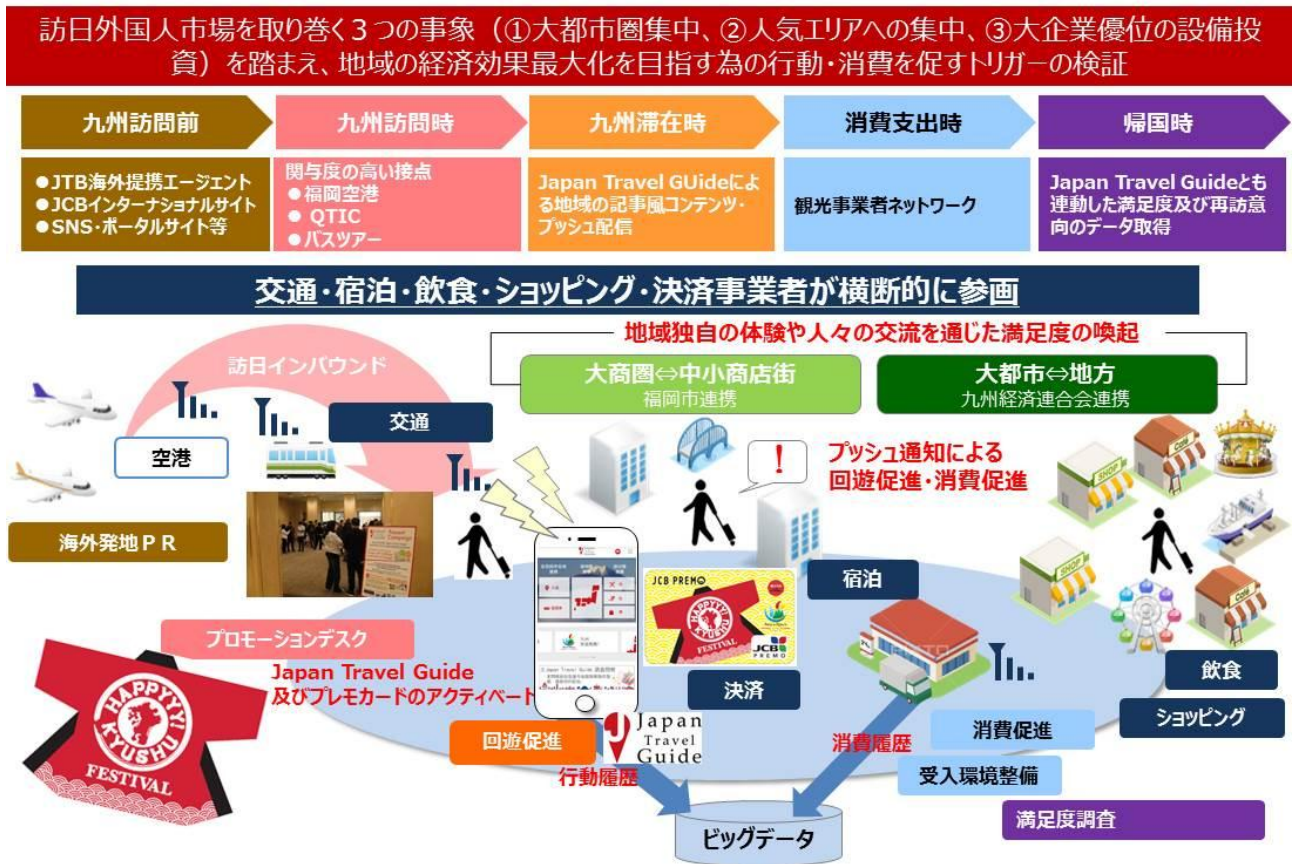 訪日外国人市場を取り巻く３つの事象（①大都市圏集中、②人気エリアへの集中、③大企業優位の設備投
資）を踏まえ、地域の経済効果最大化を目指す為の行動・消費を促すトリガーの検証
九州訪問前
九州訪問時
九州滞在時
消費支出時
帰国時
●JTB海外提携エージェント
●JCBインターナショナルサイト
●SNS・ポータルサイト等
関与度の高い接点
●福岡空港
● QTIC
●バスツアー
Japan Travel GUideによ
る地域の記事風コンテンツ・
プッシュ配信
観光事業者ネットワーク
Japan Travel Guideとも
連動した満足度及び再訪意
向のデータ取得
交通・宿泊・飲食・ショッピング・決済事業者が横断的に参画
地域独自の体験や人々の交流を通じた満足度の喚起
訪日インバウンド
大商圏⇔中小商店街
福岡市連携
大都市⇔地方
九州経済連合会連携
交通
空港
!
プッシュ通知による
回遊促進・消費促進
海外発地ＰＲ
SHOP
Café
SHOP
Café
宿泊
JCB PREMO
HAPPYYY!
KYUSHU
FESTIVAL
JCB
PREMO
プロモーションデスク
Japan Travel Guide
及びプレモカードのアクティベート
決済
飲食
ショッピング
HAPPYYY!
KYUSHU
FESTIVAL
回遊促進
Japan
Travel
Guide
行動履歴
消費履歴
消費促進
受入環境整備
満足度調査
ビッグデータ